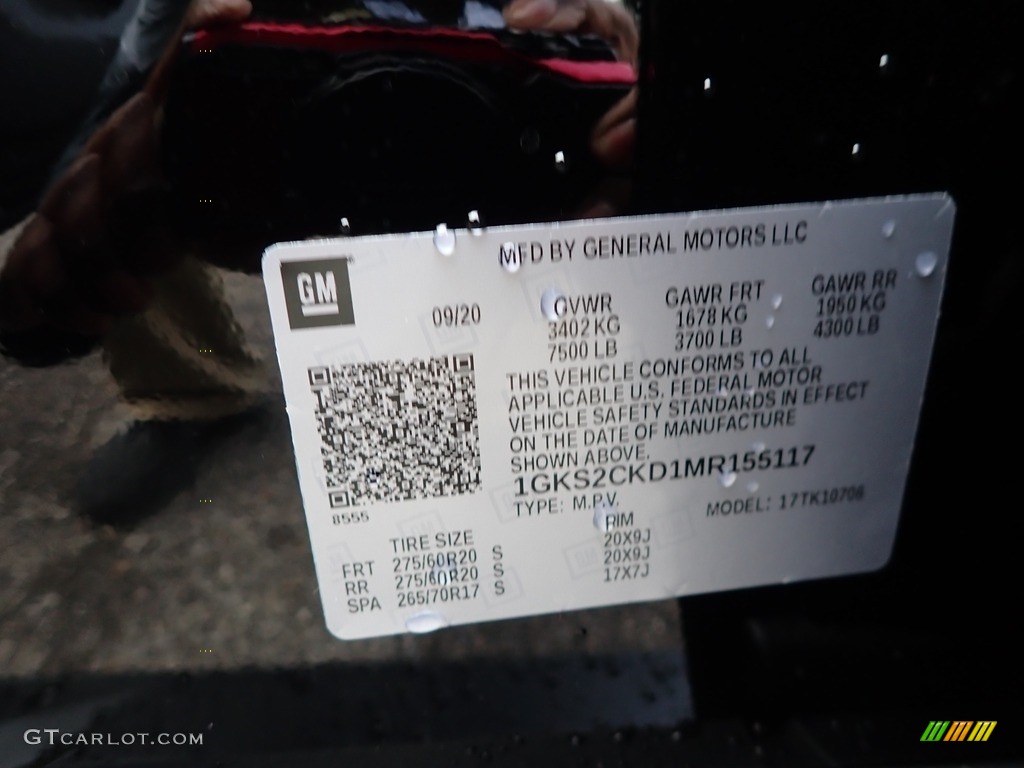 MFD BY GENERAL MOTORS LLC
GM
09/20
GVWR GAWR FRT GAWR RR
3402 KG 1678 KG 1950 KG
7500 LB 3700 LB 4300 LB
THIS VEHICLE CONFORMS TO ALL
APPLICABLE U.S. FEDERAL MOTOR
VEHICLE SAFETY STANDARDS IN EFFECT
ON THE DATE OF MANUFACTURE
SHOWN ABOVE.
1GKS2CKD1MR155117
TYPE: M.P.V. MODEL: 17TK10706
8555
TIRE SIZE RIM
FRT 275/60R20 S 20X9J
RR 275/60R20 S 20X9J
SPA 265/70R17 S 17X7J
GTCARLOT.COM